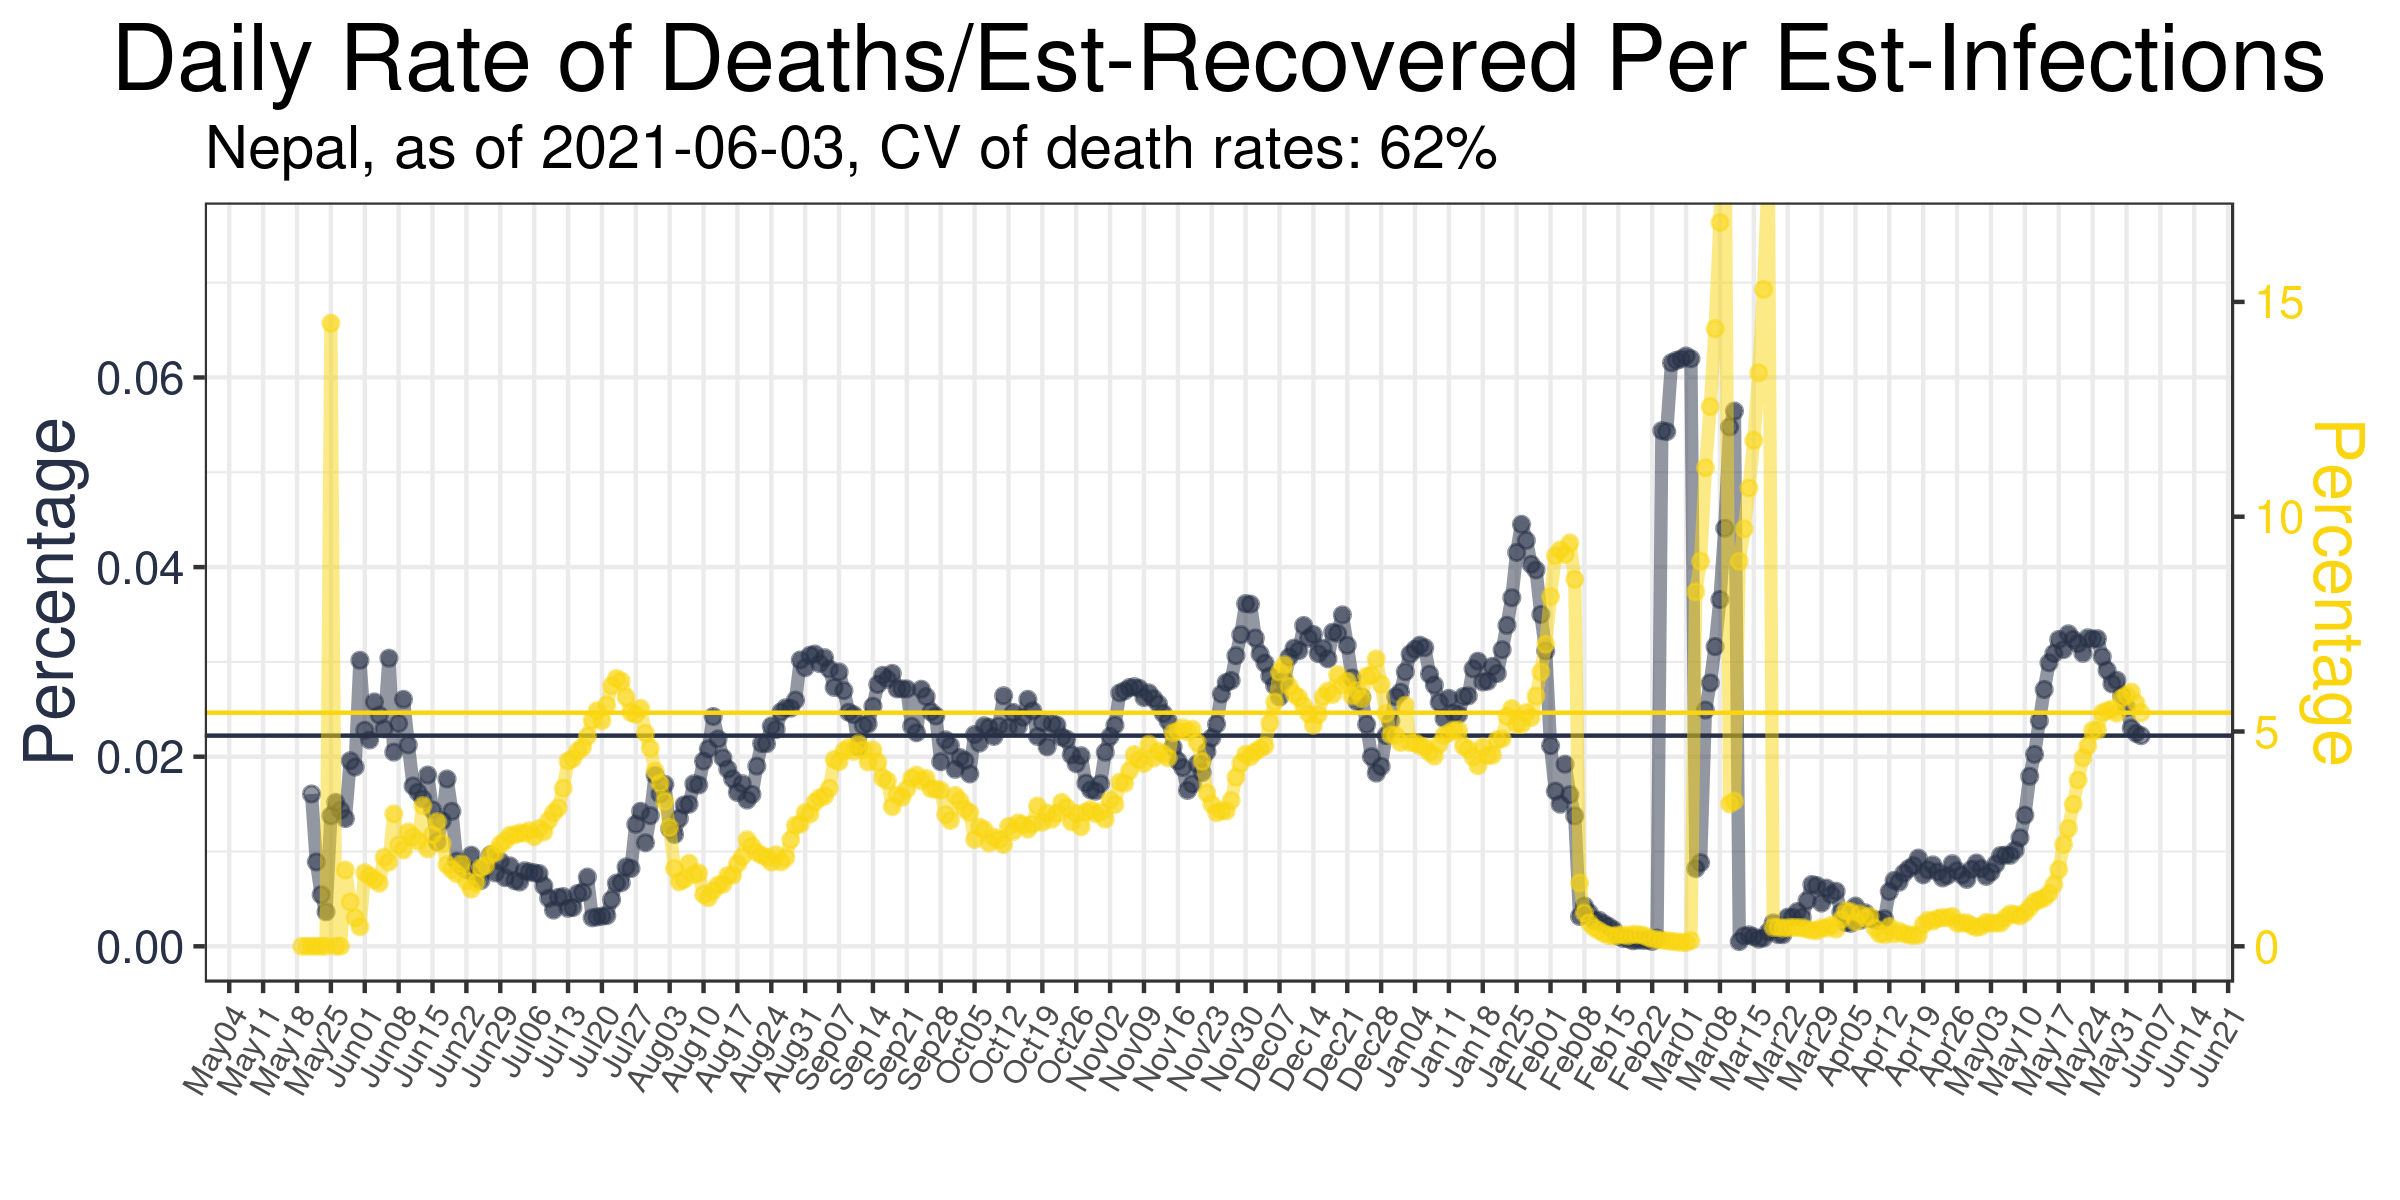 Daily Rate of Deaths/Est-Recovered Per Est-Infections
Nepal, as of 2021-06-03, CV of death rates: 62%
Percentage
0.06
0.04
0.02
0.00
15
10
5
0
Percentage
May04
May11
May18
May25
Jun01
Jun08
Jun15
Jun22
Jun29
Jul06
Jul13
Jul20
Jul27
Aug03
Aug10
Aug17
Aug24
Aug31
Sep07
Sep14
Sep21
Sep28
Oct05
Oct12
Oct19
Oct26
Nov02
Nov09
Nov16
Nov23
Nov30
Dec07
Dec14
Dec21
Dec28
Jan04
Jan11
Jan18
Jan25
Feb01
Feb08
Feb15
Feb22
Mar01
Mar08
Mar15
Mar22
Mar29
Apr05
Apr12
Apr19
Apr26
May03
May10
May17
May24
May31
Jun07
Jun14
Jun21